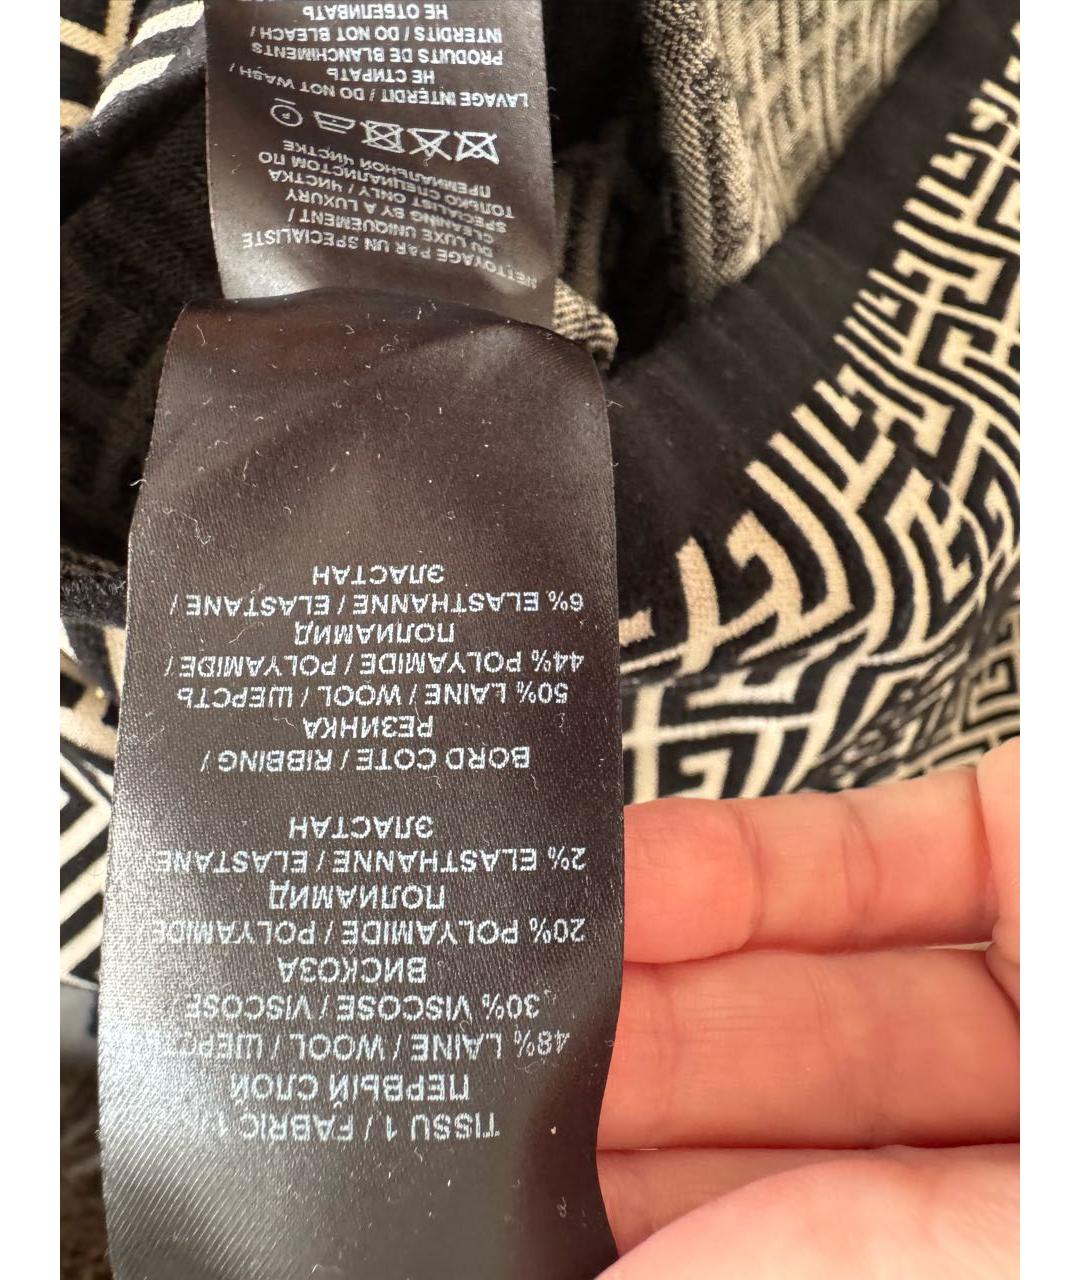 TISSU 1 / FABRIC 1 /
ПЕРВЫЙ СЛОЙ
48% LAINE / WOOL / ШЕРС
30% VISCOSE / VISCOSE
ВИСКОЗА
20% POLYAMIDE / POLYAMIDE
ПОЛИАМИД
2% ELASTHANNE / ELASTANE
ЭЛАСТАН
BORD COTE / RIBBING /
РЕЗИНКА
50% LAINE / WOOL / ШЕРСТЬ
44% POLYAMIDE / POLYAMIDE /
ПОЛИАМИД
6% ELASTHANNE / ELASTANE /
ЭЛАСТАН
NETTOYAGE PAR UN SPECIALISTE
DU LUXE UNIQUEMENT /
CLEANING BY A LUXURY
SPECIALIST ONLY / ЧИСТКА
ТОЛЬКО СПЕЦИАЛИСТОМ ПО
ПРЕМИАЛЬНОЙ ЧИСТКЕ
P
LAVAGE INTERDIT / DO NOT WASH /
НЕ СТИРАТЬ
PRODUITS DE BLANCHIMENTS
INTERDITS / DO NOT BLEACH /
НЕ ОТБЕЛИВАТЬ